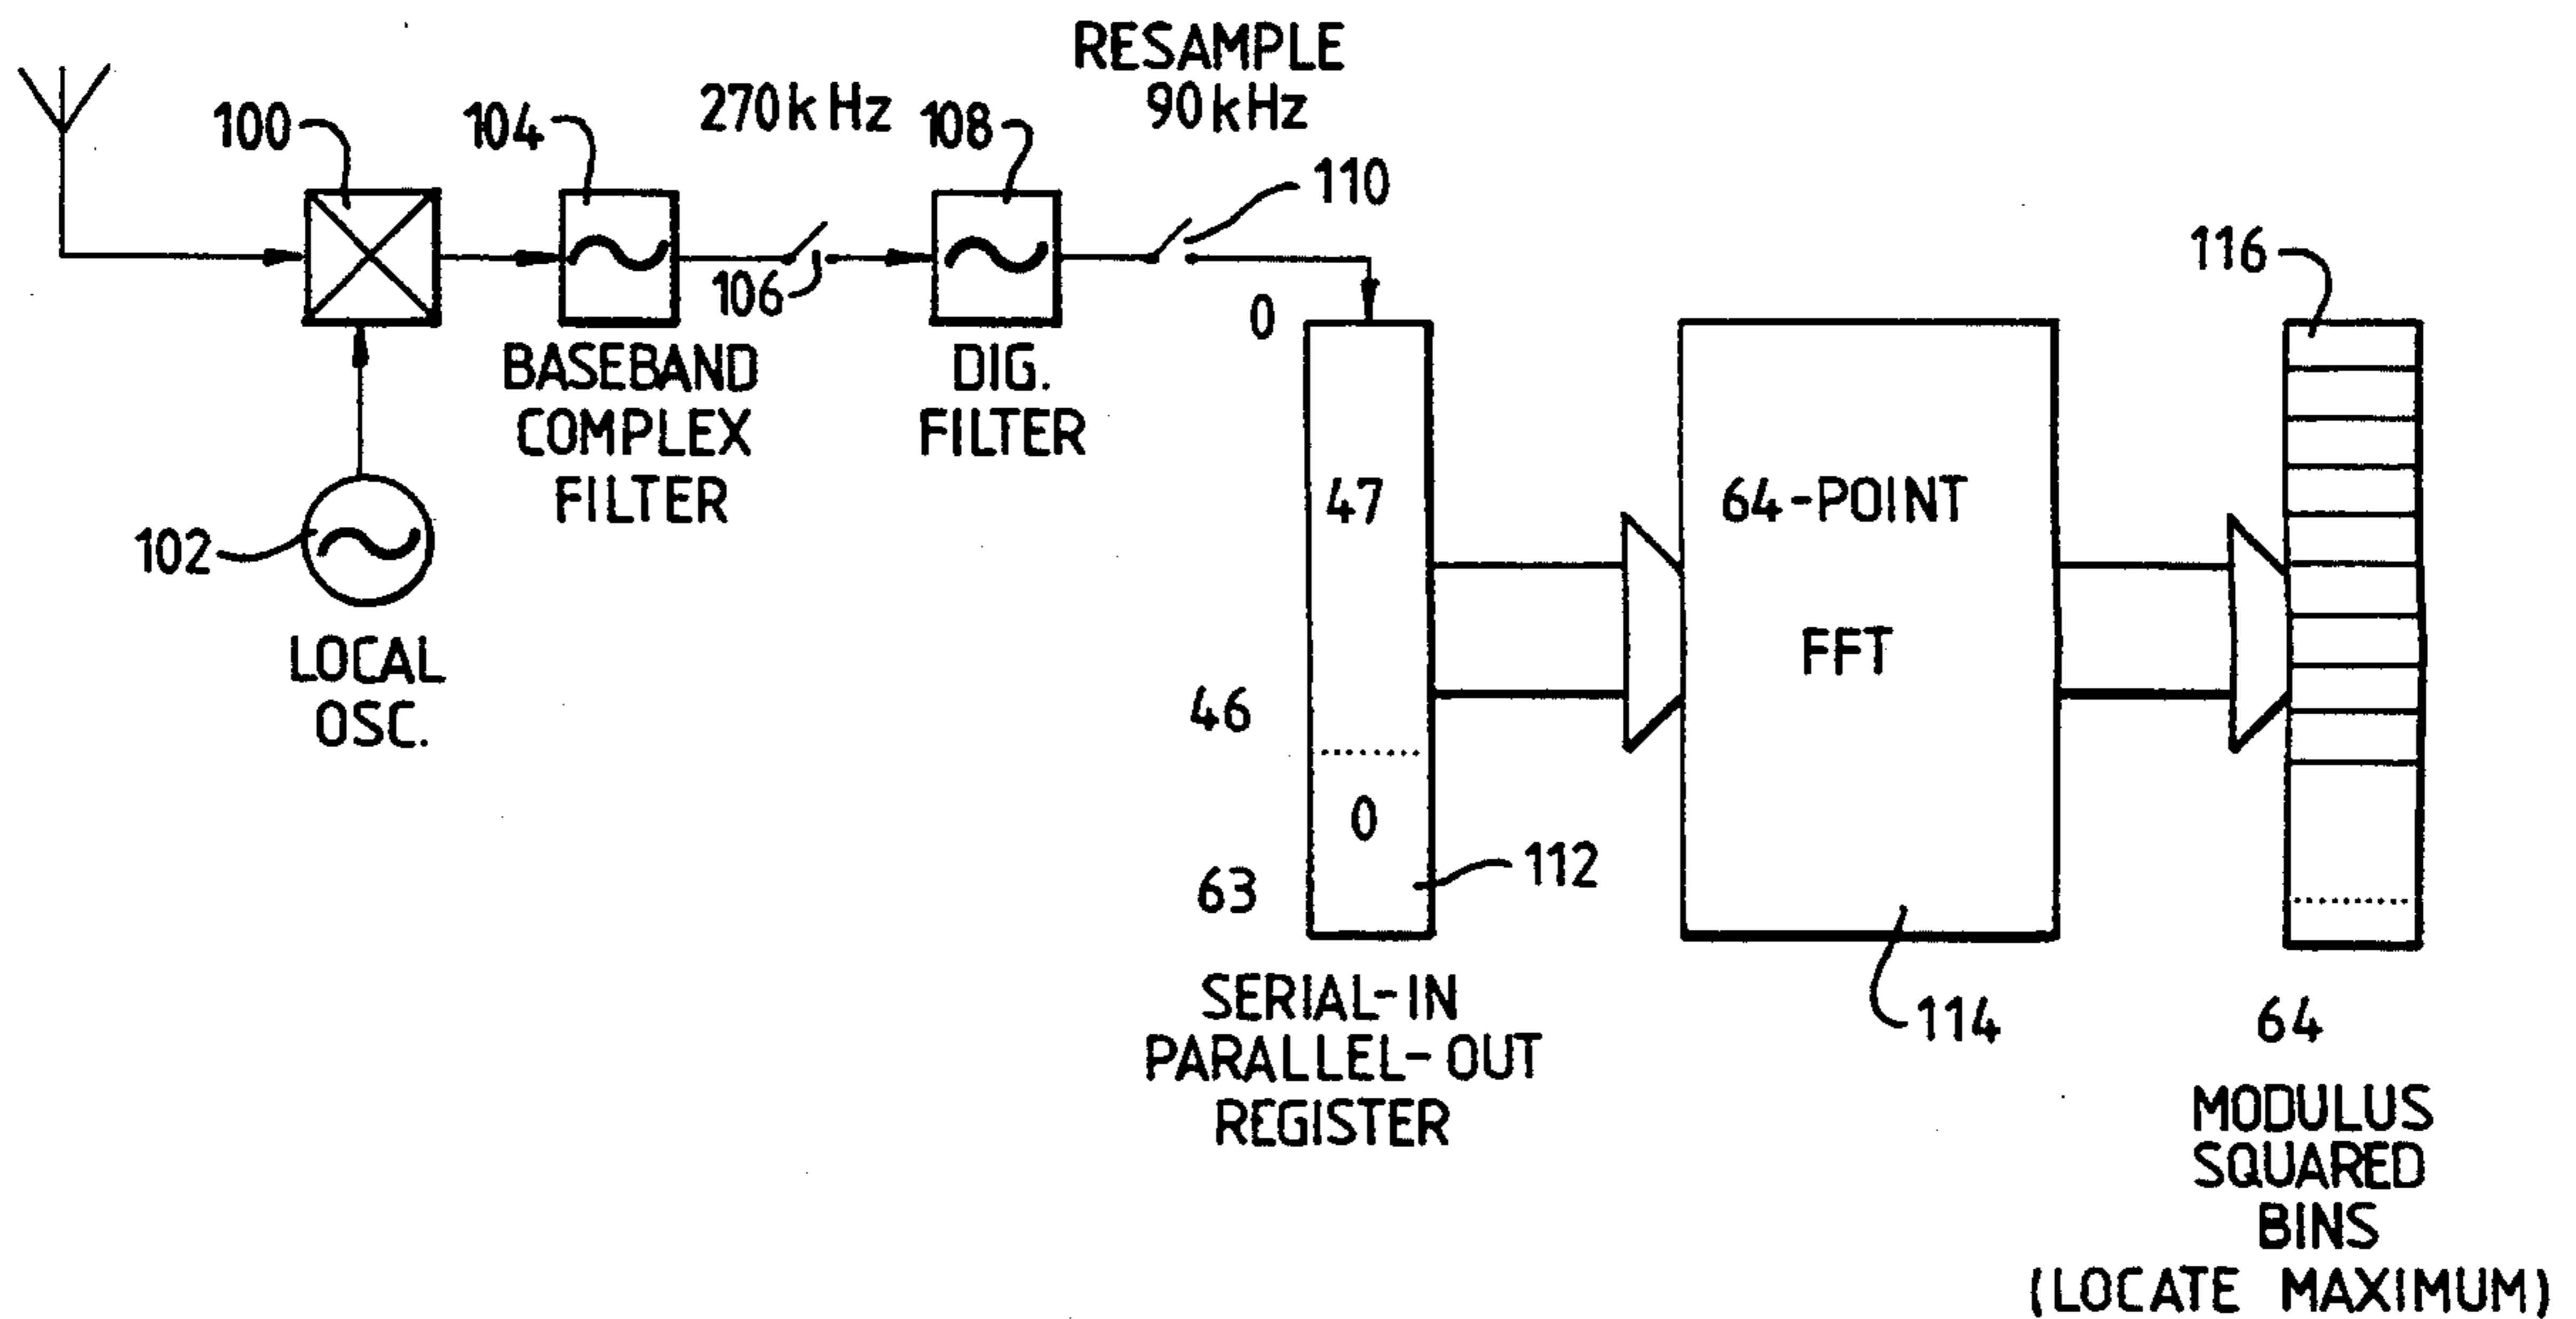 RESAMPLE
90kHz
270kHz
100
104
108
110
106
116
BASEBAND
COMPLEX
FILTER
DIG.
FILTER
0
47
64-POINT
FFT
102
LOCAL
OSC.
46
0
63
112
114
SERIAL-IN
PARALLEL-OUT
REGISTER
64
MODULUS
SQUARED
BINS
(LOCATE MAXIMUM)